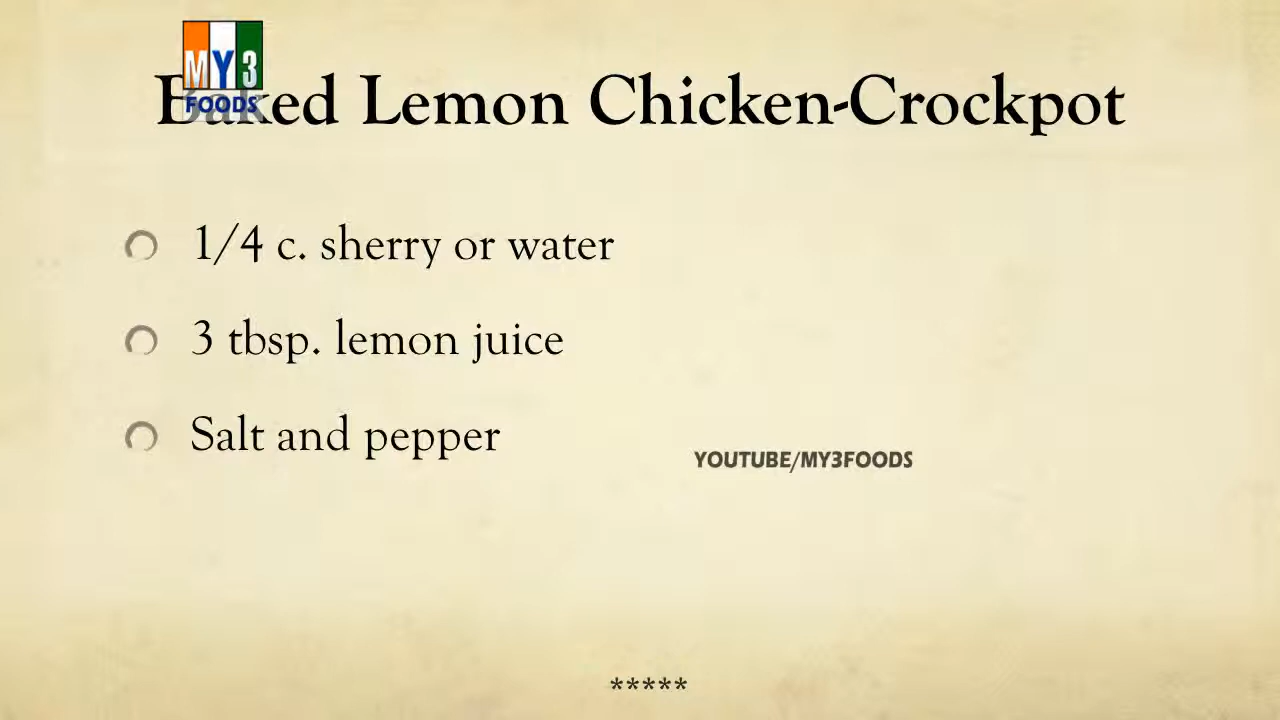 MY3
FOODS
Baked Lemon Chicken-Crockpot
1/4 c. sherry or water
3 tbsp. lemon juice
Salt and pepper
YOUTUBE/MY3FOODS
*****